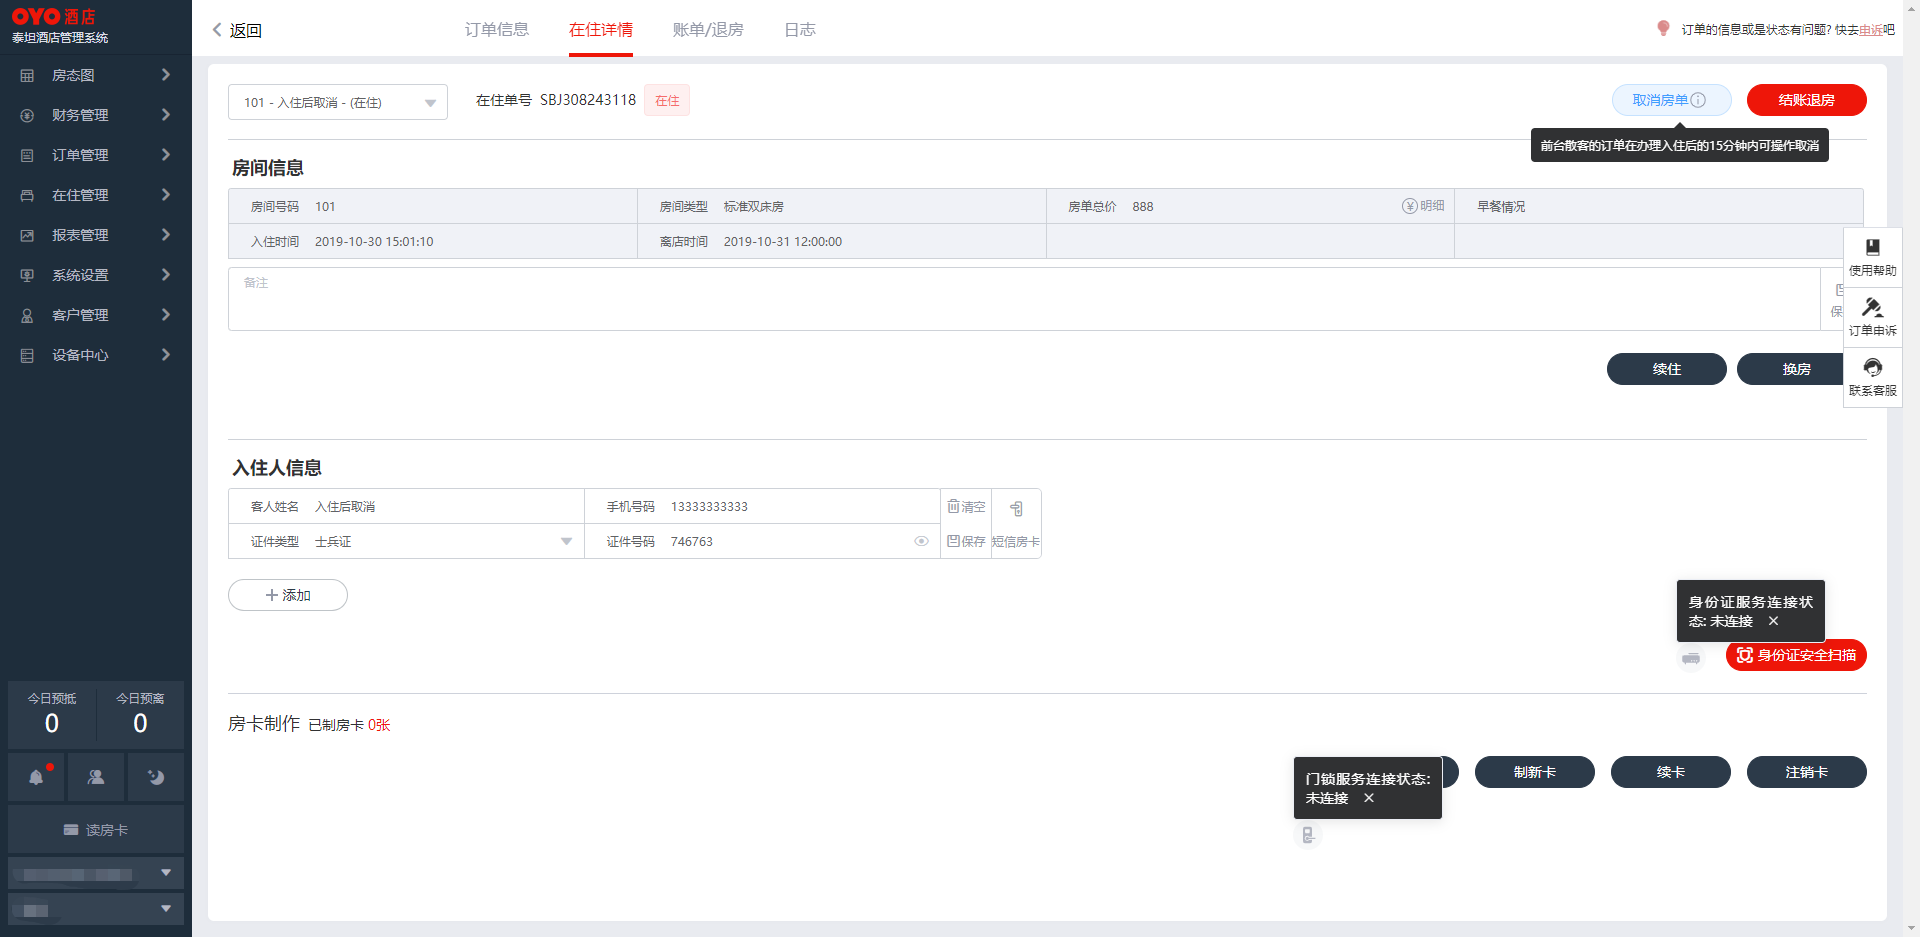 OYO 酒店
泰坦酒店管理系统
房态图
财务管理
订单管理
在住管理
报表管理
系统设置
客户管理
设备中心
今日预抵
0
今日预离
0
读房卡
返回
订单信息
在住详情
账单/退房
日志
订单的信息或是状态有问题? 快去申诉吧
101 - 入住后取消 - (在住)
在住单号 SBJ308243118
在住
取消房单
结账退房
前台散客的订单在办理入住后的15分钟内可操作取消
房间信息
房间号码 101
房间类型 标准双床房
房单总价 888
明细
早餐情况
入住时间 2019-10-30 15:01:10
离店时间 2019-10-31 12:00:00
备注
保
使用帮助
订单申诉
联系客服
续住
换房
入住人信息
客人姓名 入住后取消
手机号码 13333333333
清空
证件类型 士兵证
证件号码 746763
保存
短信房卡
添加
身份证服务连接状
态: 未连接 ×
身份证安全扫描
房卡制作 已制房卡 0张
门锁服务连接状态:
未连接 ×
制新卡
续卡
注销卡